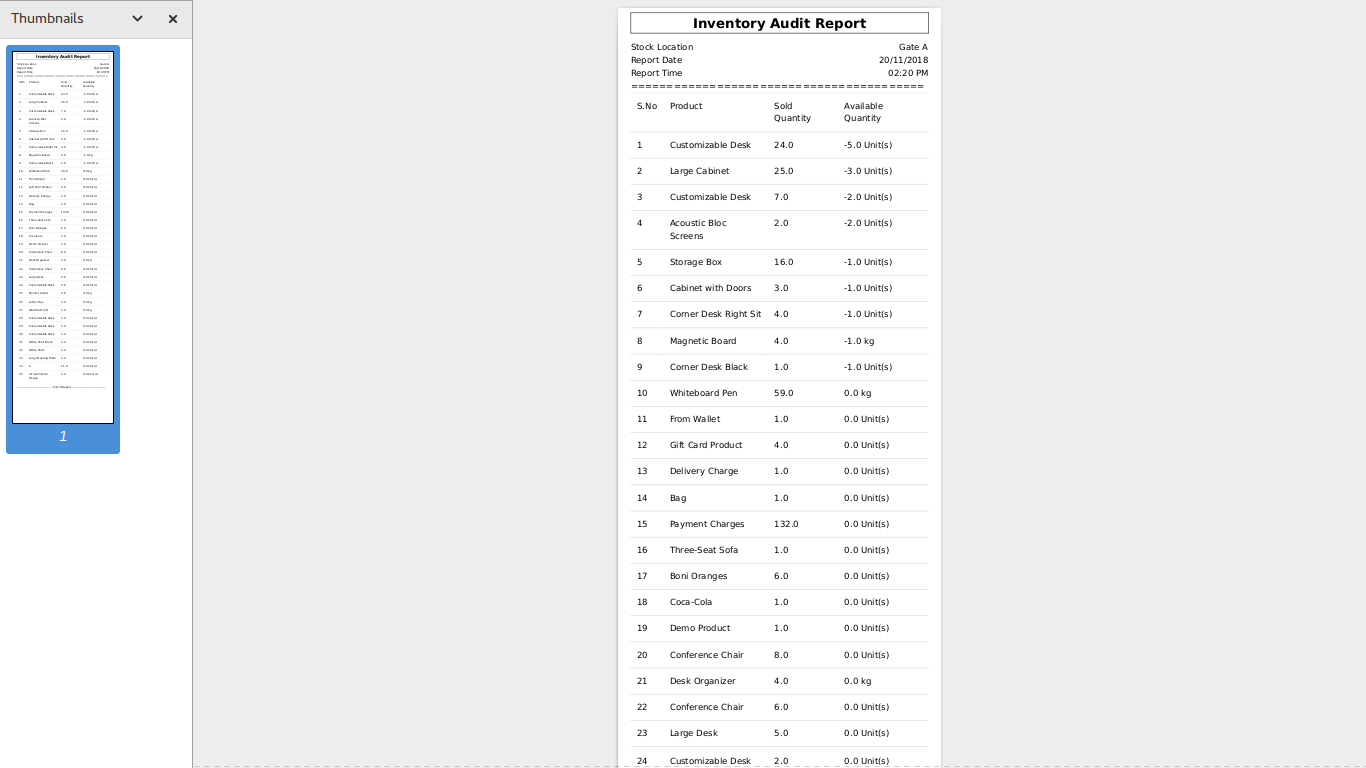 Thumbnails
1
Inventory Audit Report
Stock Location Gate A
Report Date 20/11/2018
Report Time 02:20 PM
==========================================
S.No Product Sold Quantity Available Quantity
1 Customizable Desk 24.0 -5.0 Unit(s)
2 Large Cabinet 25.0 -3.0 Unit(s)
3 Customizable Desk 7.0 -2.0 Unit(s)
4 Acoustic Bloc Screens 2.0 -2.0 Unit(s)
5 Storage Box 16.0 -1.0 Unit(s)
6 Cabinet with Doors 3.0 -1.0 Unit(s)
7 Corner Desk Right Sit 4.0 -1.0 Unit(s)
8 Magnetic Board 4.0 -1.0 kg
9 Corner Desk Black 1.0 -1.0 Unit(s)
10 Whiteboard Pen 59.0 0.0 kg
11 From Wallet 1.0 0.0 Unit(s)
12 Gift Card Product 4.0 0.0 Unit(s)
13 Delivery Charge 1.0 0.0 Unit(s)
14 Bag 1.0 0.0 Unit(s)
15 Payment Charges 132.0 0.0 Unit(s)
16 Three-Seat Sofa 1.0 0.0 Unit(s)
17 Boni Oranges 6.0 0.0 Unit(s)
18 Coca-Cola 1.0 0.0 Unit(s)
19 Demo Product 1.0 0.0 Unit(s)
20 Conference Chair 8.0 0.0 Unit(s)
21 Desk Organizer 4.0 0.0 kg
22 Conference Chair 6.0 0.0 Unit(s)
23 Large Desk 5.0 0.0 Unit(s)
24 Customizable Desk 2.0 0.0 Unit(s)